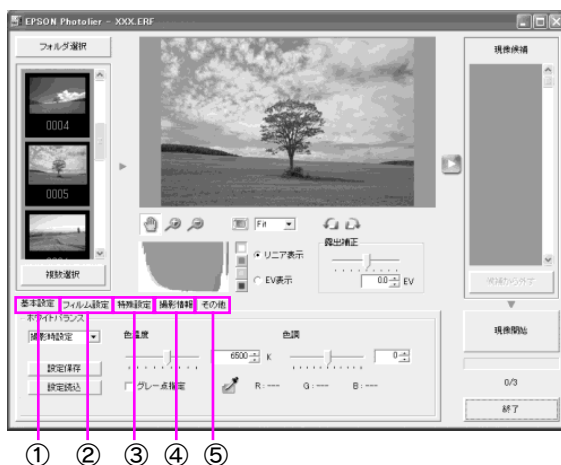 EPSON Photolier - XXX.ERF
フォルダ選択
現像候補
0004
0005
Fit
露出補正
リニア表示
EV表示
0.0 EV
複数選択
候補から外す
基本設定 フィルム設定 特殊設定 撮影情報 その他
ホワイトバランス
撮影時設定
色温度
色調
現像開始
6500 K
0
設定保存
設定読込
グレー点指定
R:---
G:---
B:---
0/3
終了
① ② ③ ④ ⑤